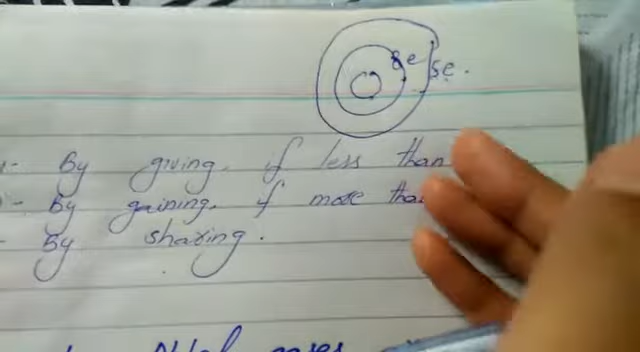 8e 5e.
- By giving, if less than
- By gaining, if more tha
- By sharing.